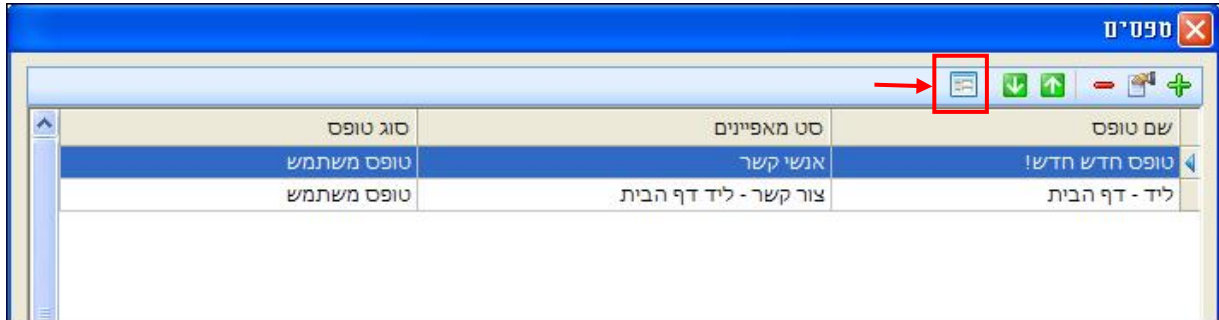 טפסים
שם טופס סט מאפיינים סוג טופס
טופס חדש חדש! אנשי קשר טופס משתמש
ליד - דף הבית צור קשר - ליד דף הבית טופס משתמש